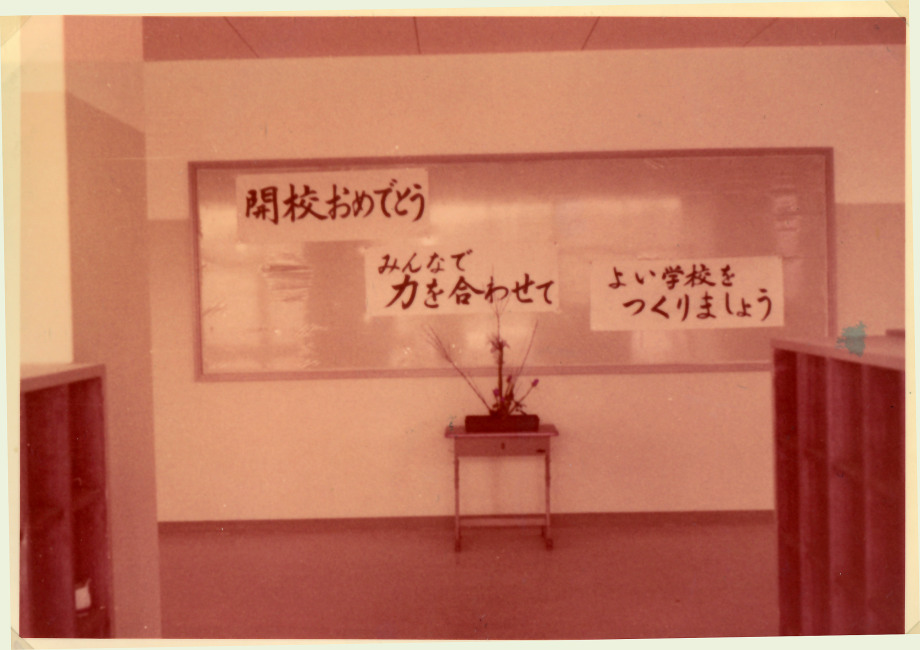 開校おめでとう
みんなで
力を合わせて
よい学校を
つくりましょう